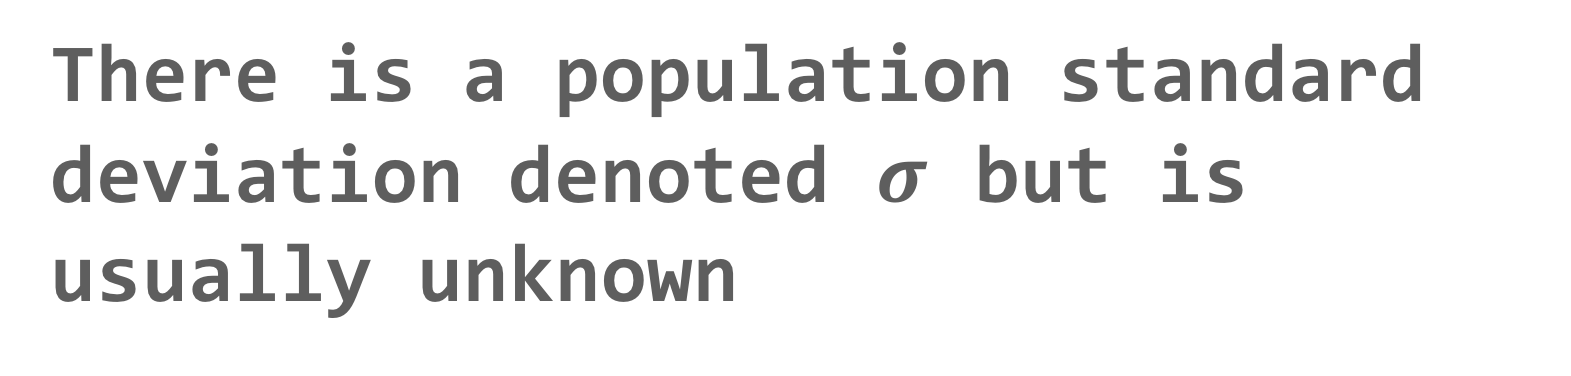 There is a population standard
deviation denoted σ but is
usually unknown